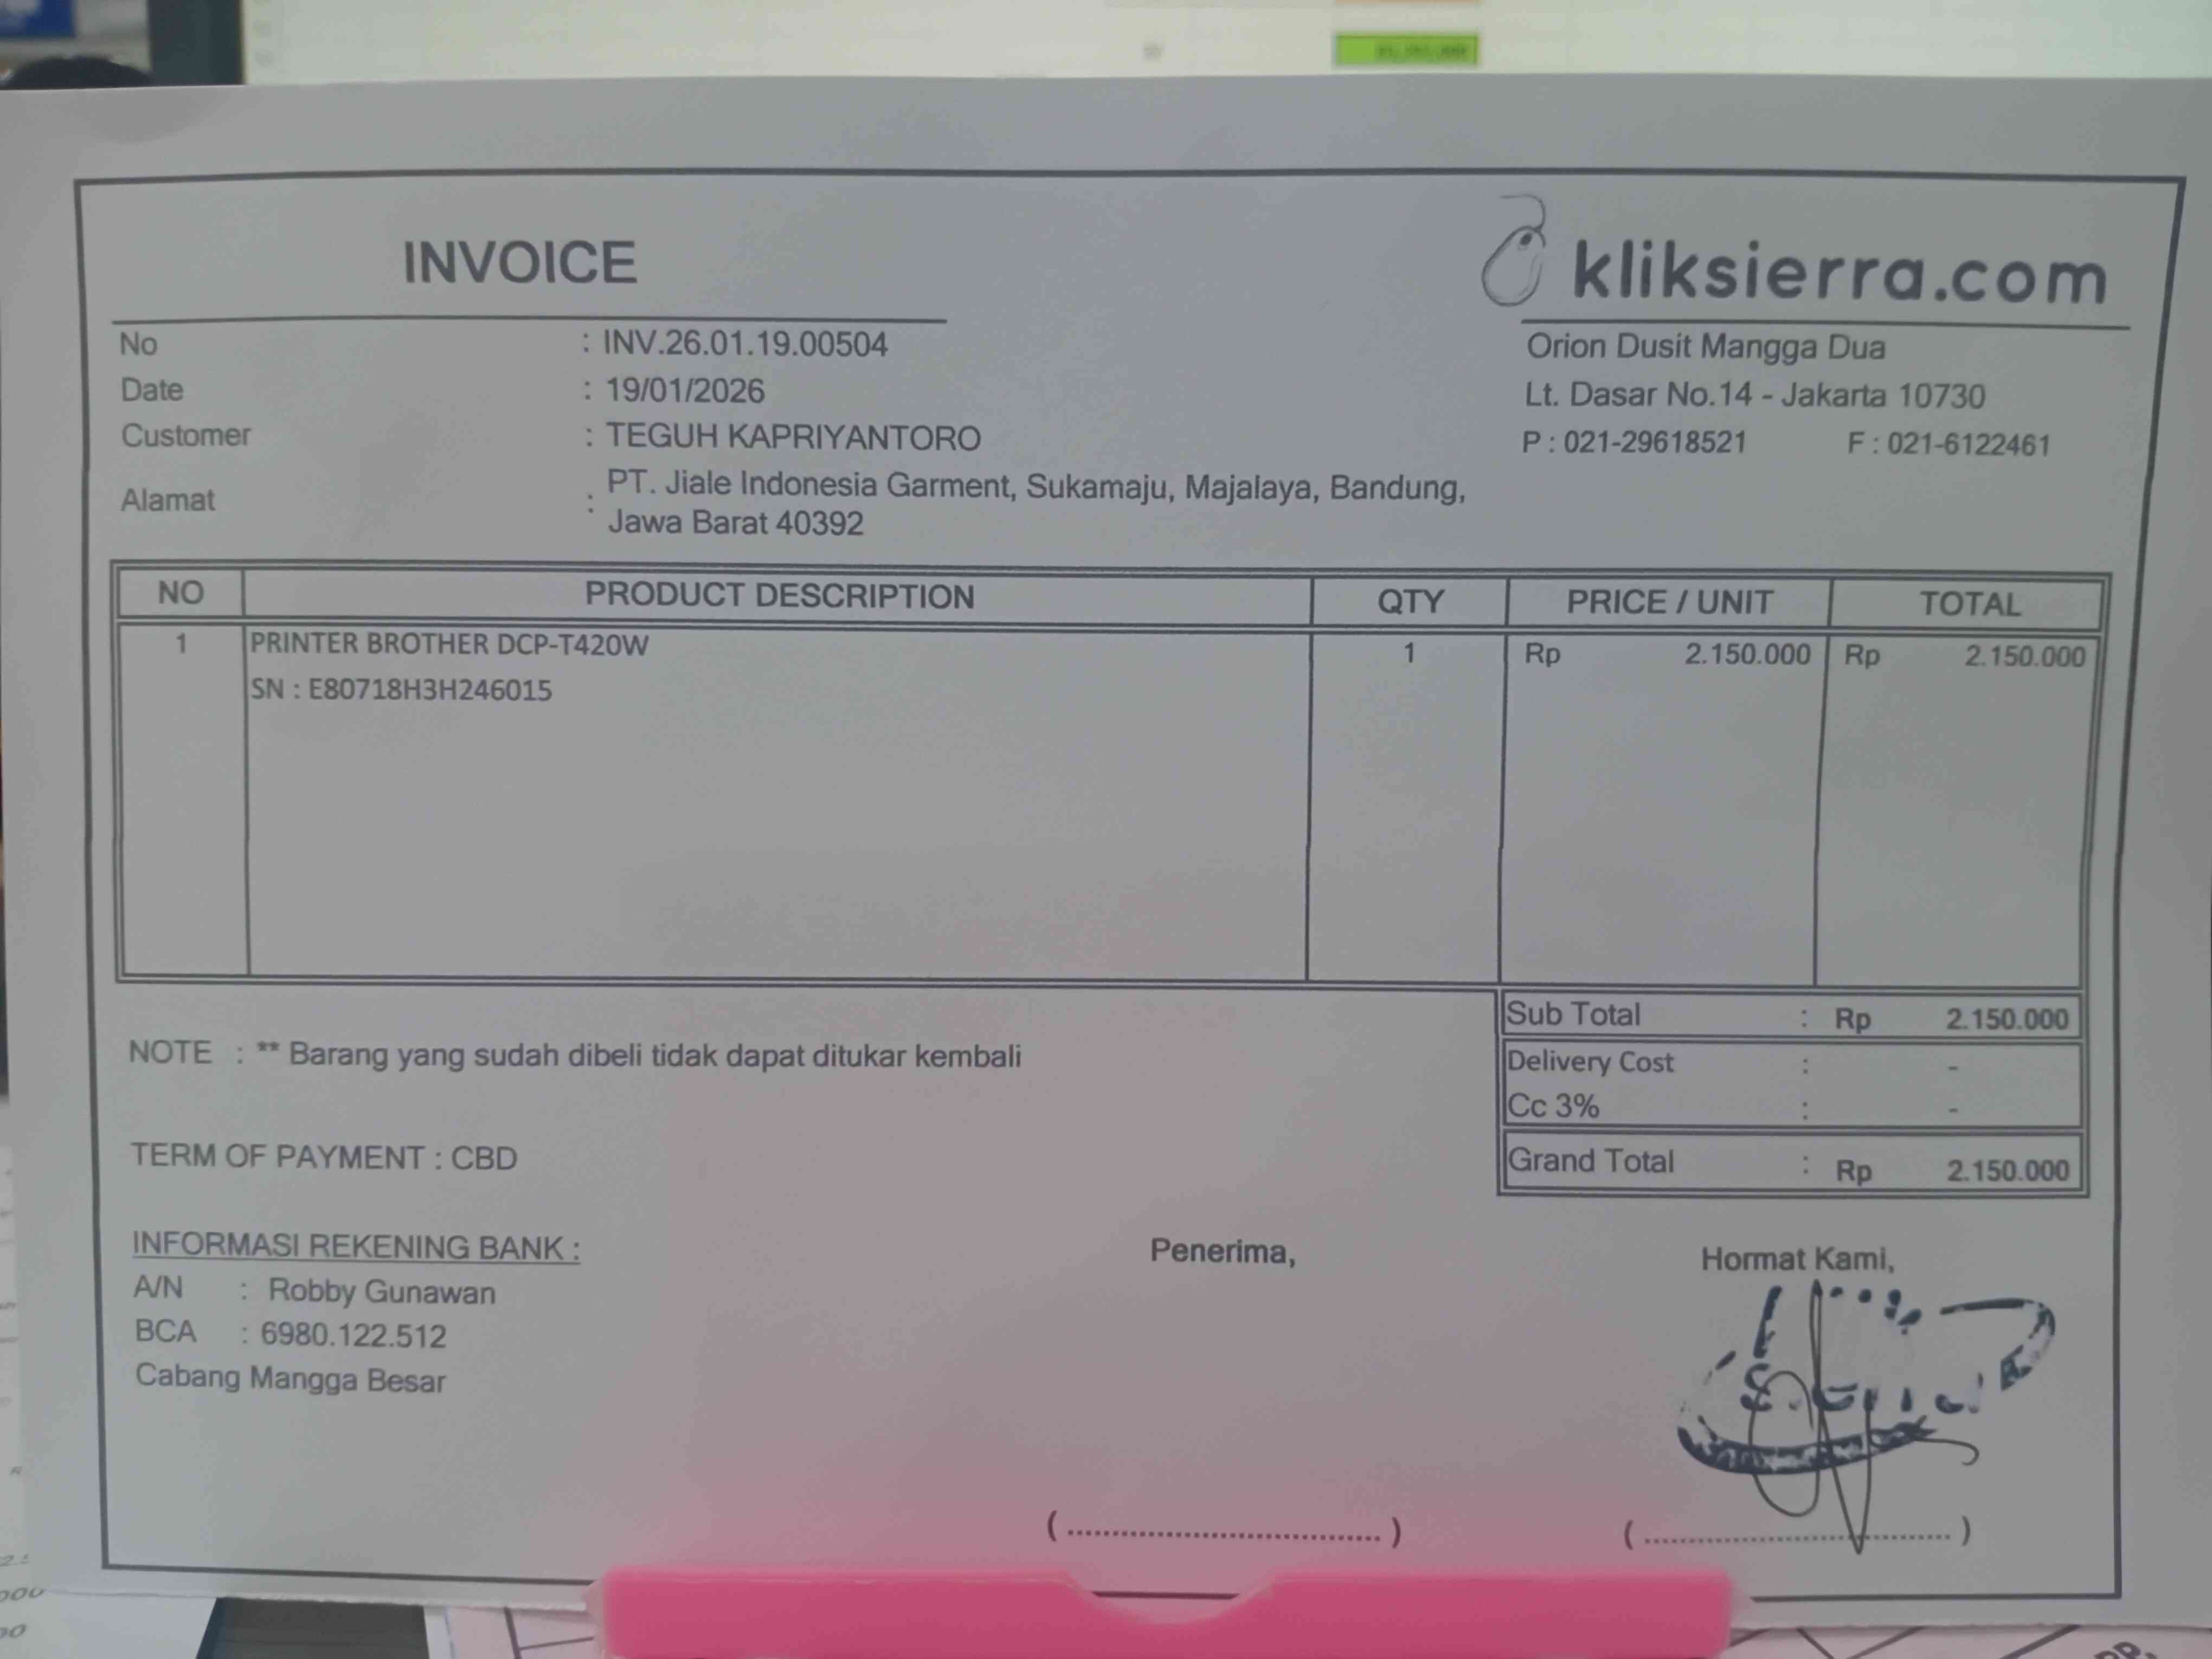 INVOICE
kliksierra.com
No : INV.26.01.19.00504
Date : 19/01/2026
Customer : TEGUH KAPRIYANTORO
Alamat : PT. Jiale Indonesia Garment, Sukamaju, Majalaya, Bandung,
Jawa Barat 40392
Orion Dusit Mangga Dua
Lt. Dasar No.14 - Jakarta 10730
P : 021-29618521 F : 021-6122461
NO PRODUCT DESCRIPTION QTY PRICE / UNIT TOTAL
1 PRINTER BROTHER DCP-T420W 1 Rp 2.150.000 Rp 2.150.000
SN : E80718H3H246015
Sub Total : Rp 2.150.000
NOTE : ** Barang yang sudah dibeli tidak dapat ditukar kembali
Delivery Cost : -
Cc 3% : -
TERM OF PAYMENT : CBD
Grand Total : Rp 2.150.000
INFORMASI REKENING BANK :
A/N : Robby Gunawan
BCA : 6980.122.512
Cabang Mangga Besar
Penerima,
Hormat Kami,
(..................................)
(..................................)